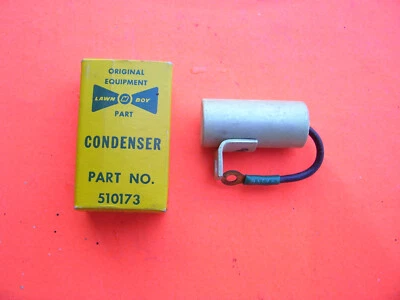 ORIGINAL
EQUIPMENT
LAWN BOY
PART
CONDENSER
PART NO.
510173